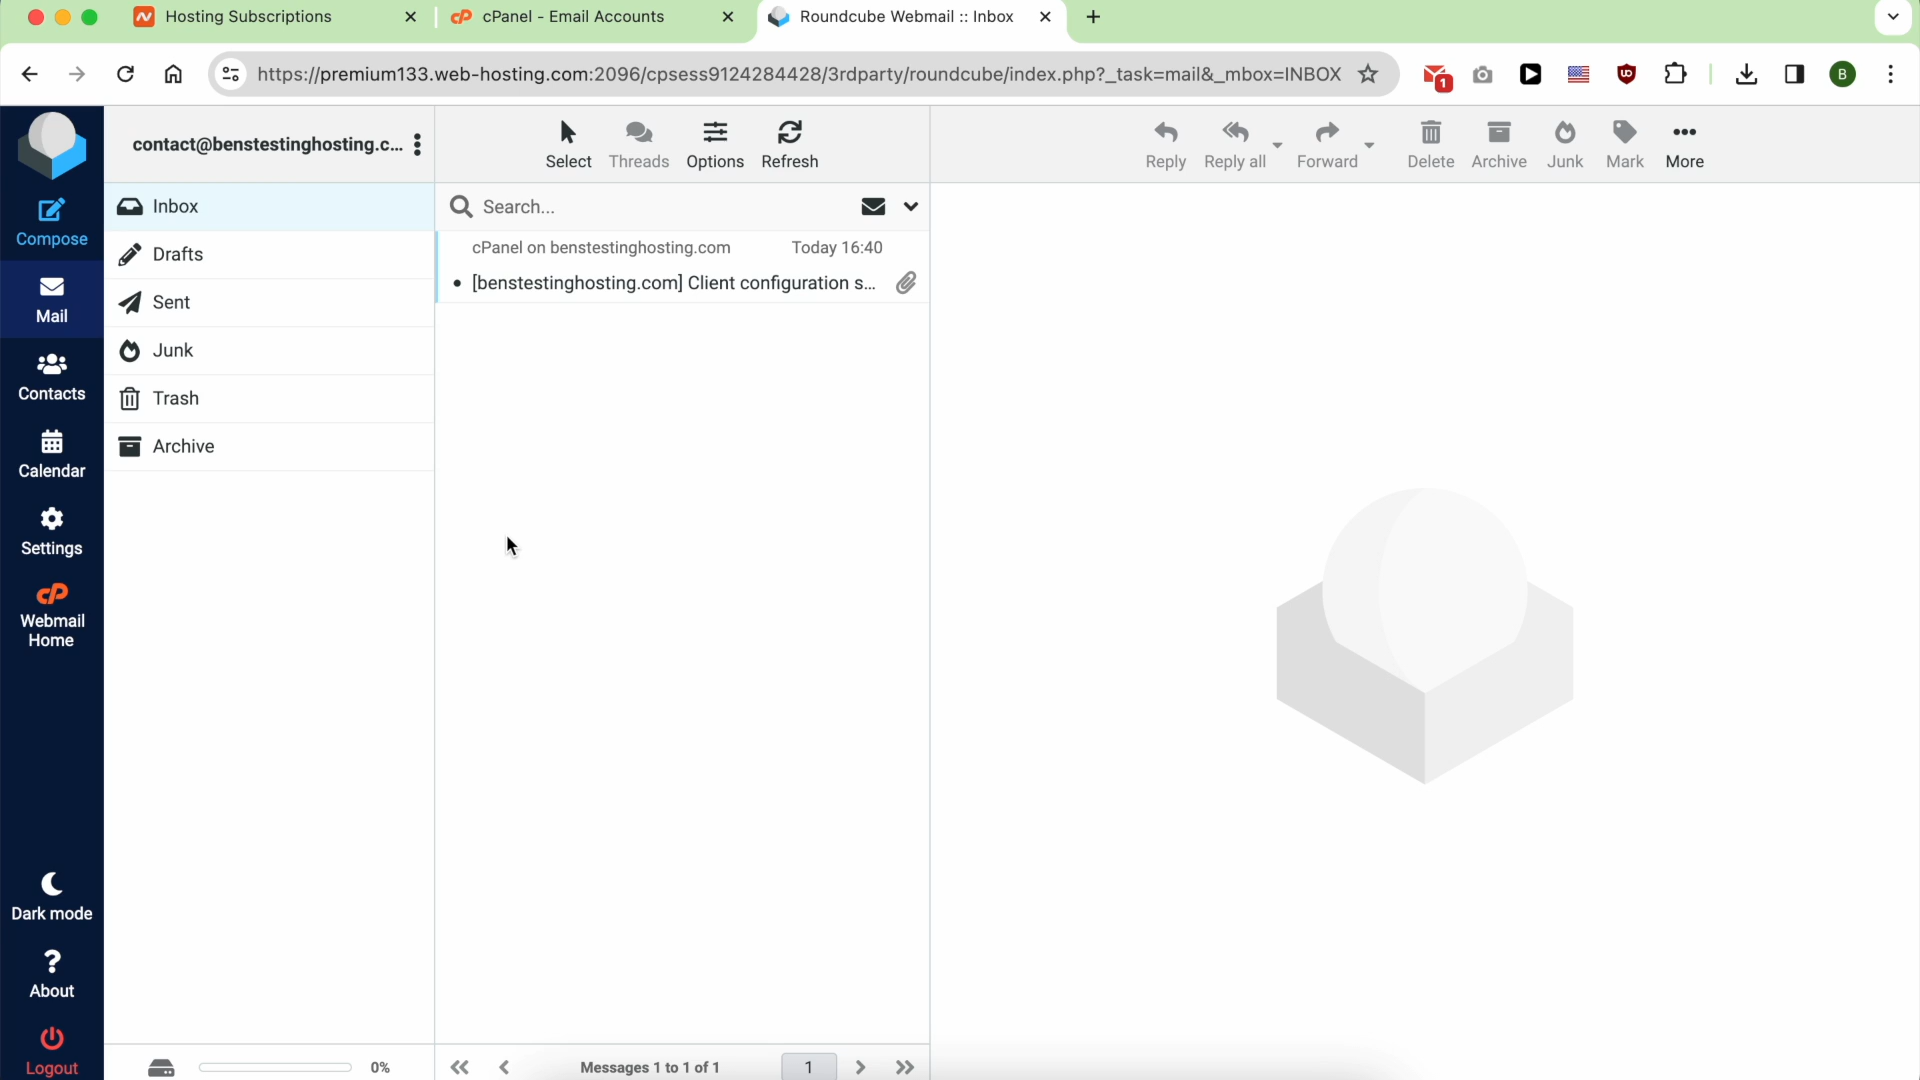 Hosting Subscriptions
cPanel - Email Accounts
Roundcube Webmail :: Inbox
https://premium133.web-hosting.com:2096/cpsess9124284428/3rdparty/roundcube/index.php?_task=mail&_mbox=INBOX
1
B
Compose
Mail
Contacts
Calendar
Settings
cP
Webmail
Home
Dark mode
?
About
Logout
contact@benstestinghosting.c...
Inbox
Drafts
Sent
Junk
Trash
Archive
0%
Select
Threads
Options
Refresh
Search...
cPanel on benstestinghosting.com Today 16:40
• [benstestinghosting.com] Client configuration s...
Messages 1 to 1 of 1
1
Reply
Reply all
Forward
Delete
Archive
Junk
Mark
More